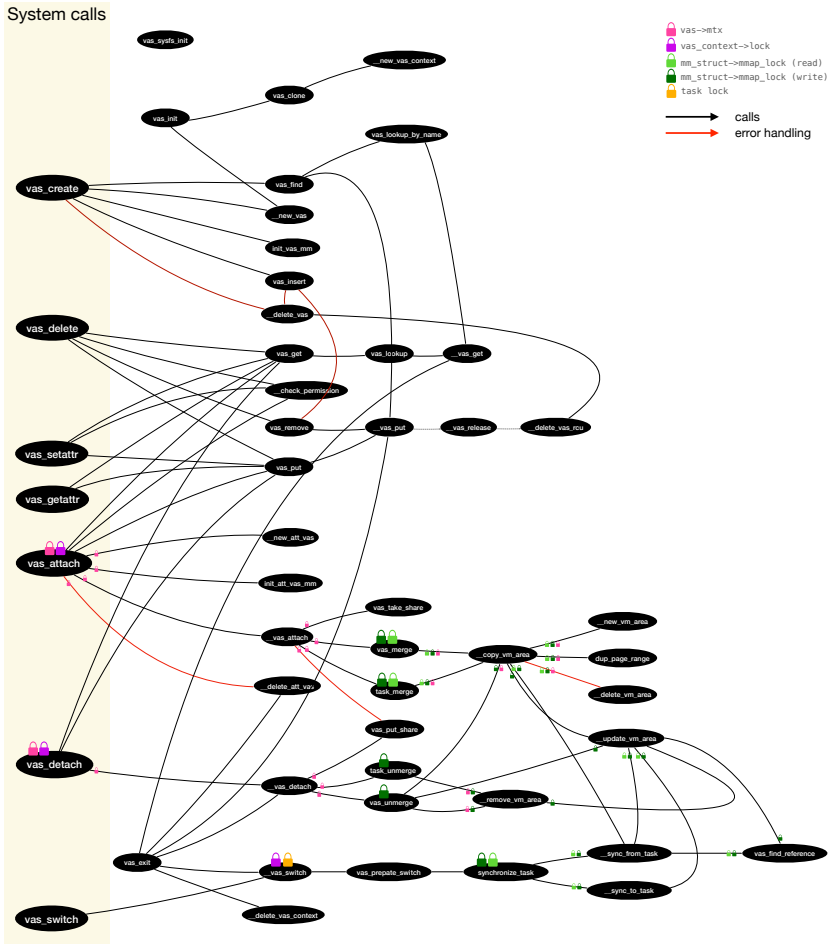 System calls
vas_sysfs_init
vas->mtx
vas_context->lock
mm_struct->mmap_lock (read)
mm_struct->mmap_lock (write)
task lock
calls
error handling
__new_vas_context
vas_clone
vas_init
vas_lookup_by_name
vas_create
vas_find
__new_vas
init_vas_mm
vas_insert
__delete_vas
vas_delete
vas_get
vas_lookup
__vas_get
__check_permission
vas_remove
__vas_put
__vas_release
__delete_vas_rcu
vas_setattr
vas_put
vas_getattr
__new_att_vas
vas_attach
init_att_vas_mm
vas_take_share
__new_vm_area
__vas_attach
vas_merge
__copy_vm_area
dup_page_range
__delete_att_vas
task_merge
__delete_vm_area
vas_put_share
__update_vm_area
vas_detach
task_unmerge
__vas_detach
vas_unmerge
__remove_vm_area
vas_exit
__sync_from_task
vas_find_reference
__vas_switch
vas_prepate_switch
synchronize_task
__sync_to_task
vas_switch
__delete_vas_context